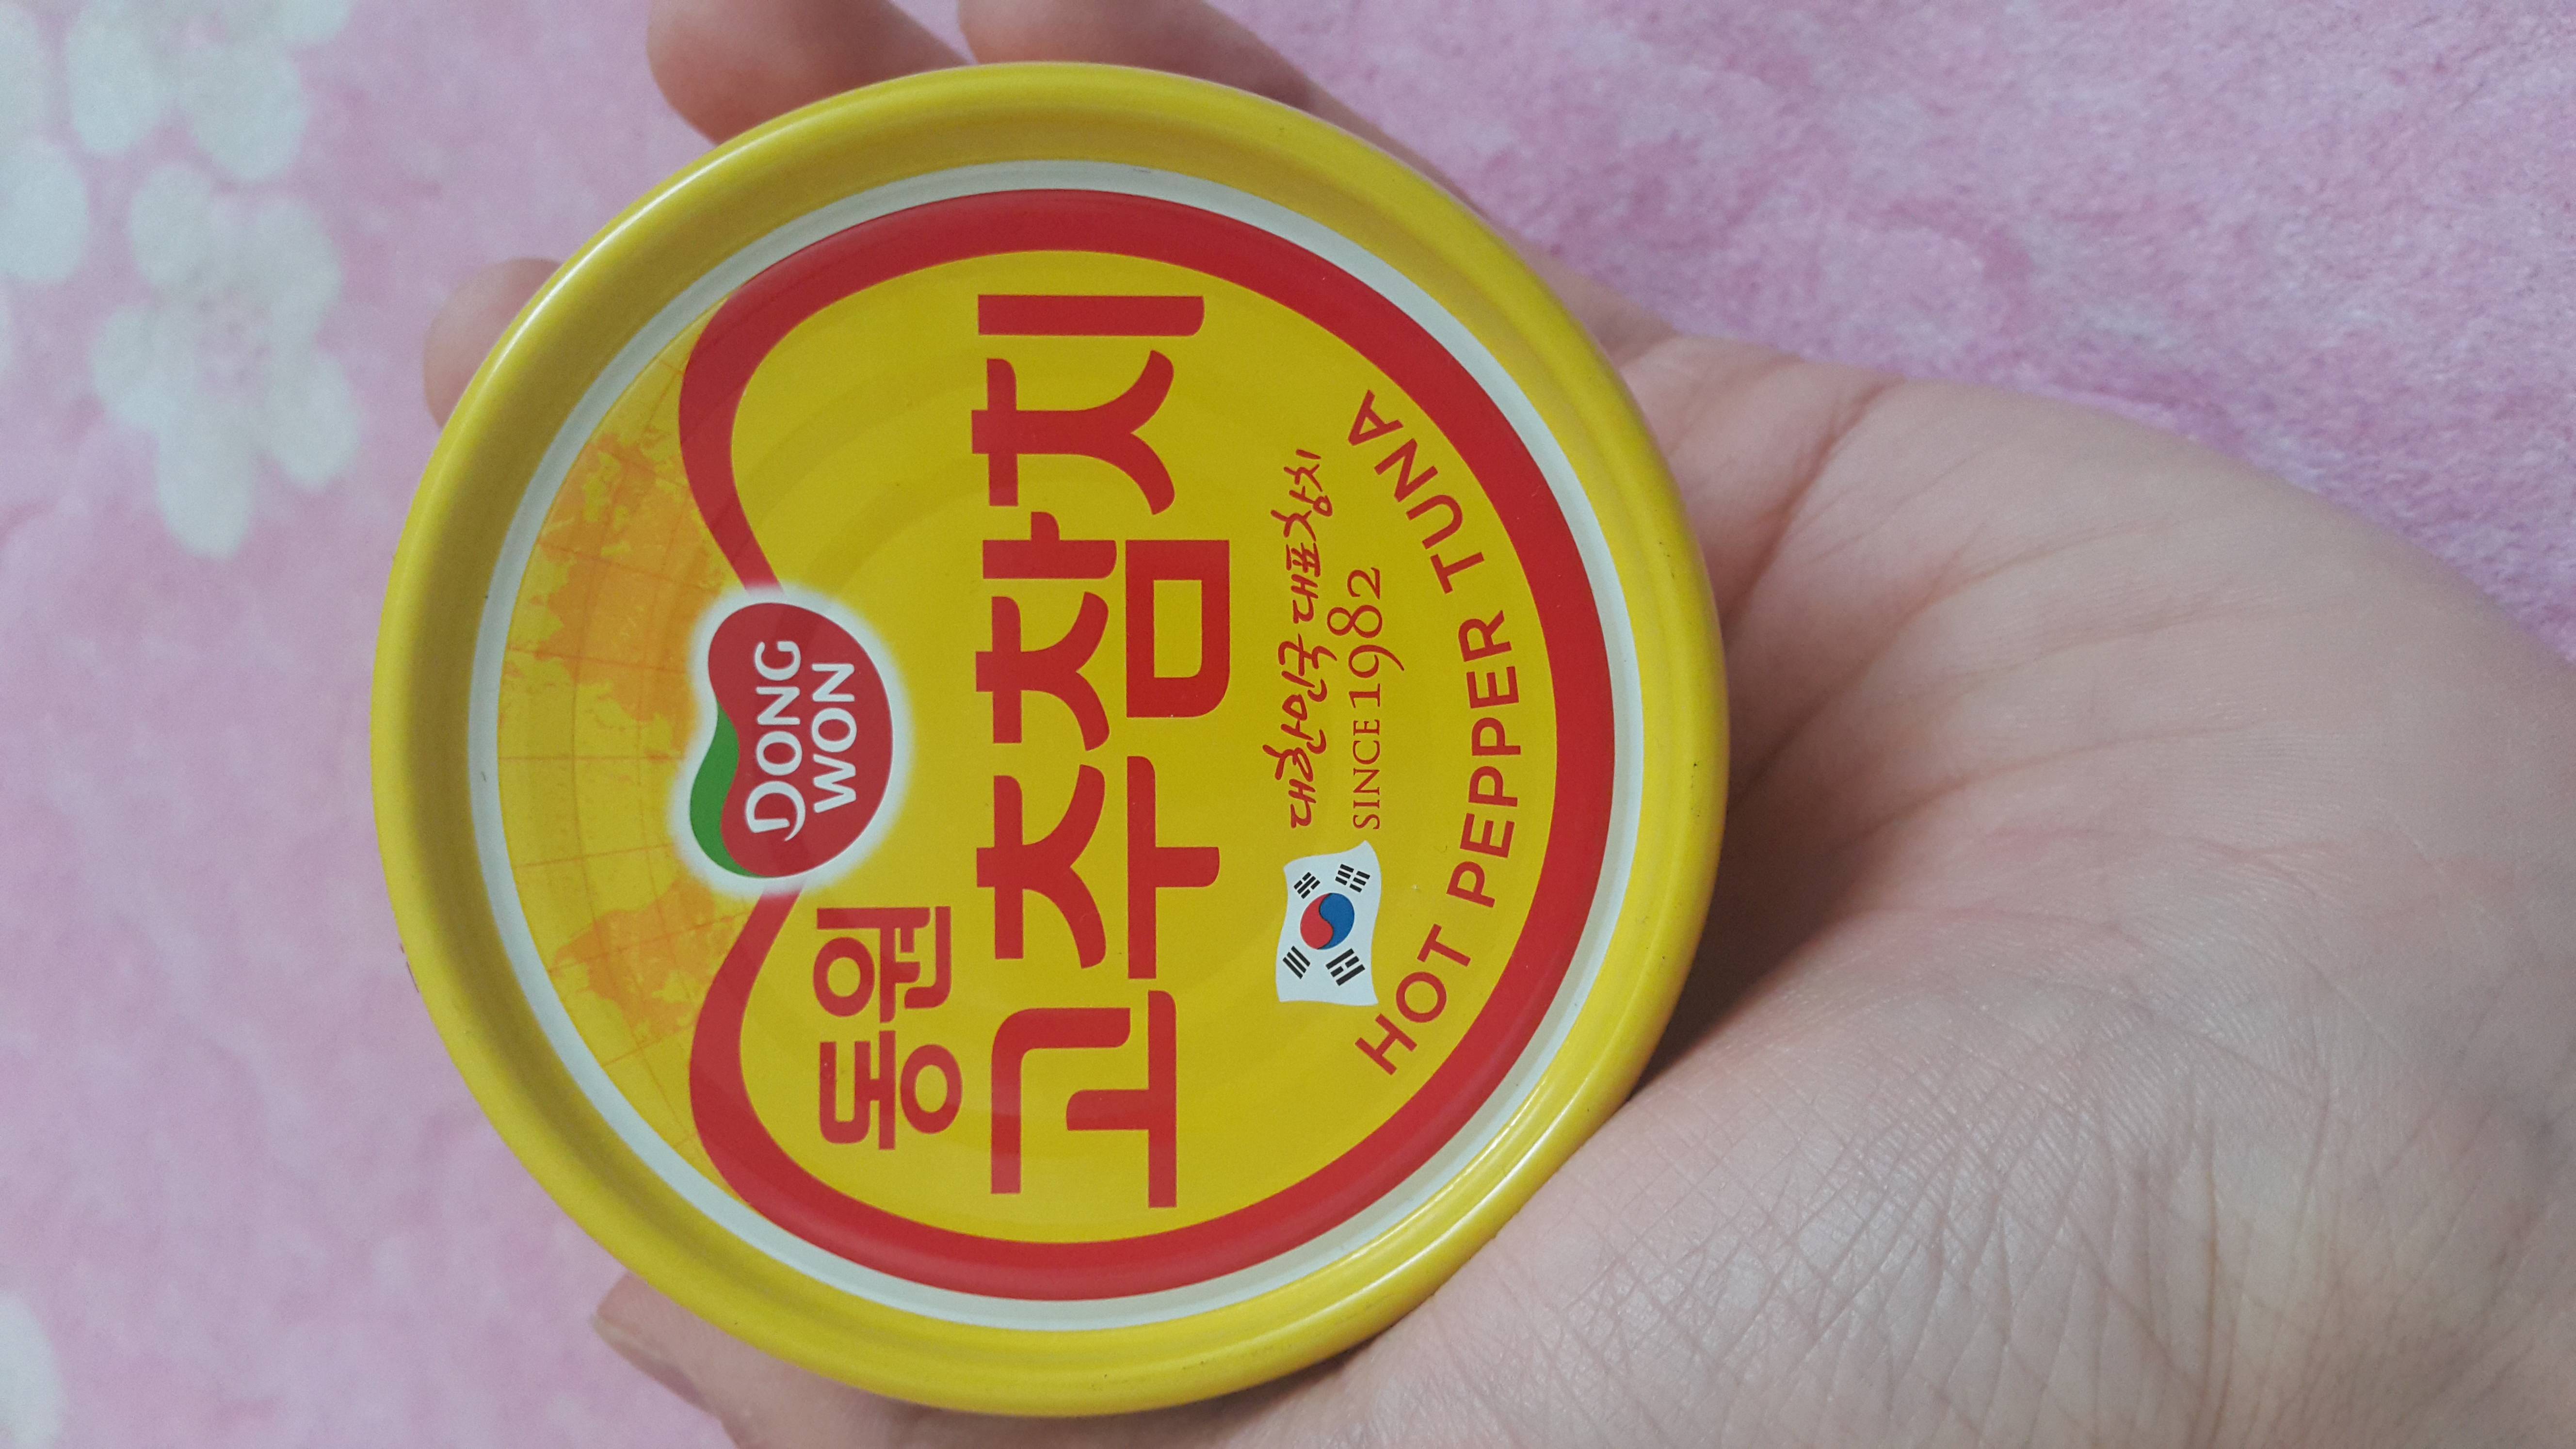 DONG
WON
동원
고추참치
대한민국 대표참치
SINCE 1982
HOT PEPPER TUNA